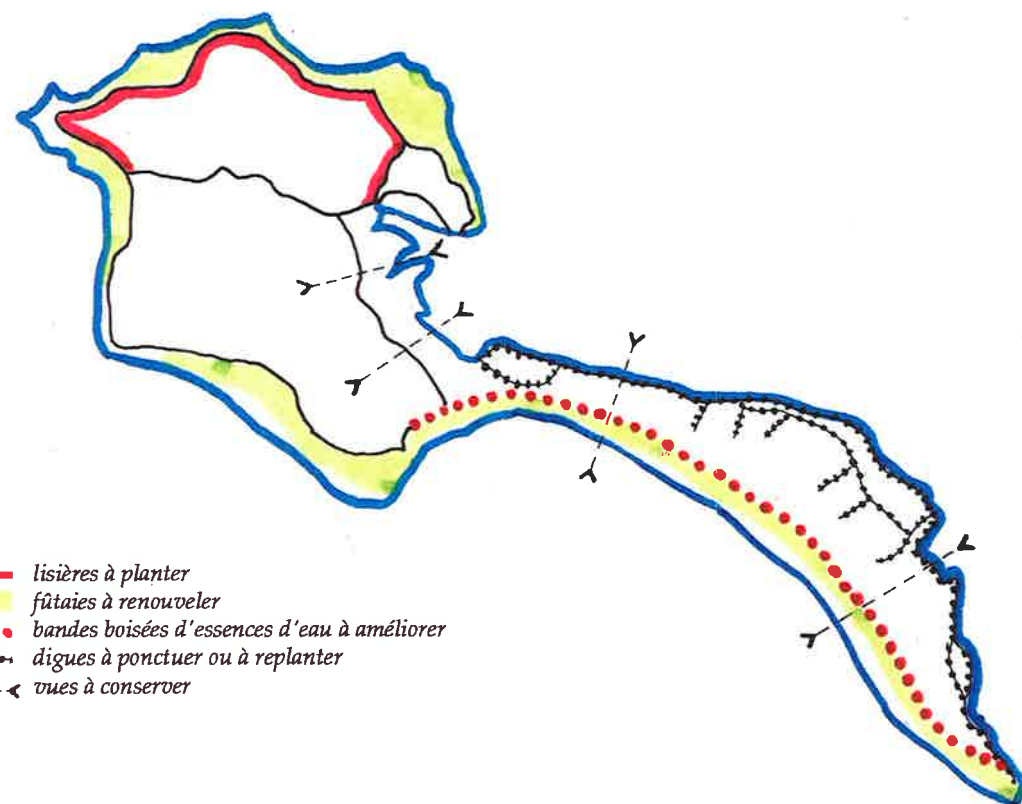 lisières à planter
fûtaies à renouveler
bandes boisées d'essences d'eau à améliorer
digues à ponctuer ou à replanter
vues à conserver